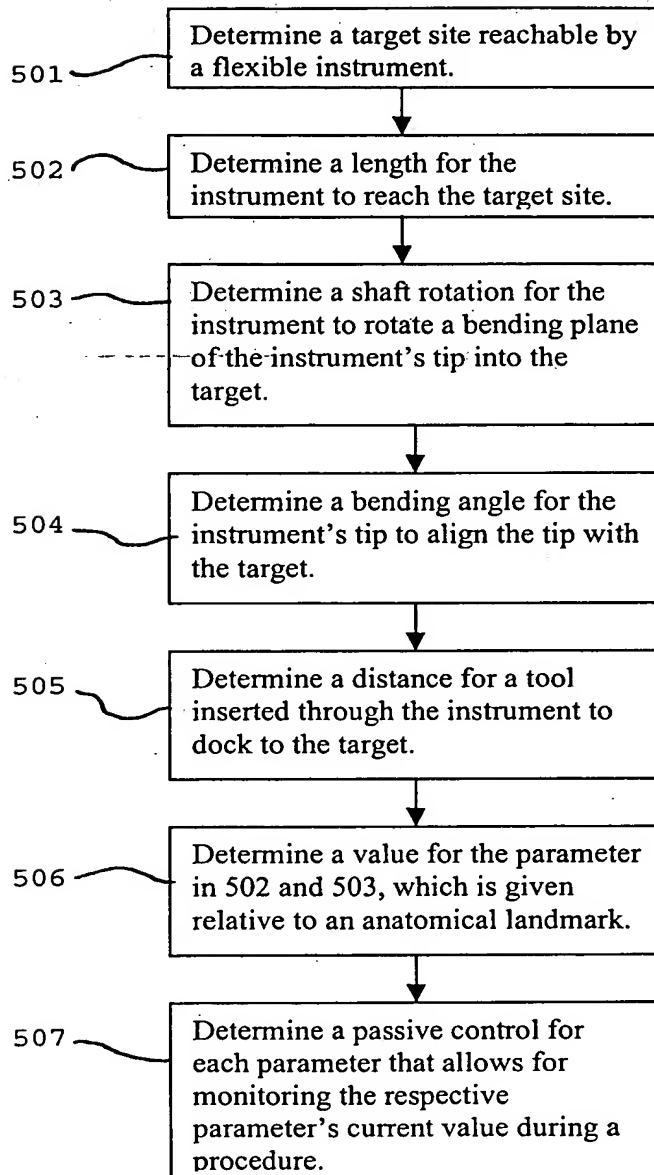 501
Determine a target site reachable by
a flexible instrument.
502
Determine a length for the
instrument to reach the target site.
503
Determine a shaft rotation for the
instrument to rotate a bending plane
of the instrument's tip into the
target.
504
Determine a bending angle for the
instrument's tip to align the tip with
the target.
505
Determine a distance for a tool
inserted through the instrument to
dock to the target.
506
Determine a value for the parameter
in 502 and 503, which is given
relative to an anatomical landmark.
507
Determine a passive control for
each parameter that allows for
monitoring the respective
parameter's current value during a
procedure.